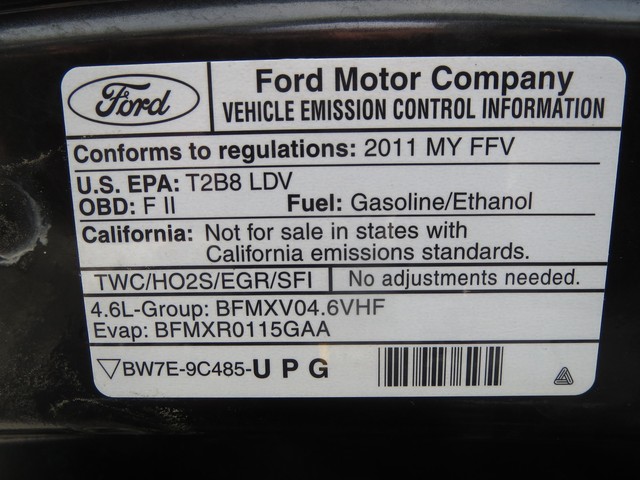 Ford
Ford Motor Company
VEHICLE EMISSION CONTROL INFORMATION
Conforms to regulations: 2011 MY FFV
U.S. EPA: T2B8 LDV
OBD: F II Fuel: Gasoline/Ethanol
California: Not for sale in states with
California emissions standards.
TWC/HO2S/EGR/SFI No adjustments needed.
4.6L-Group: BFMXV04.6VHF
Evap: BFMXR0115GAA
BW7E-9C485-U P G